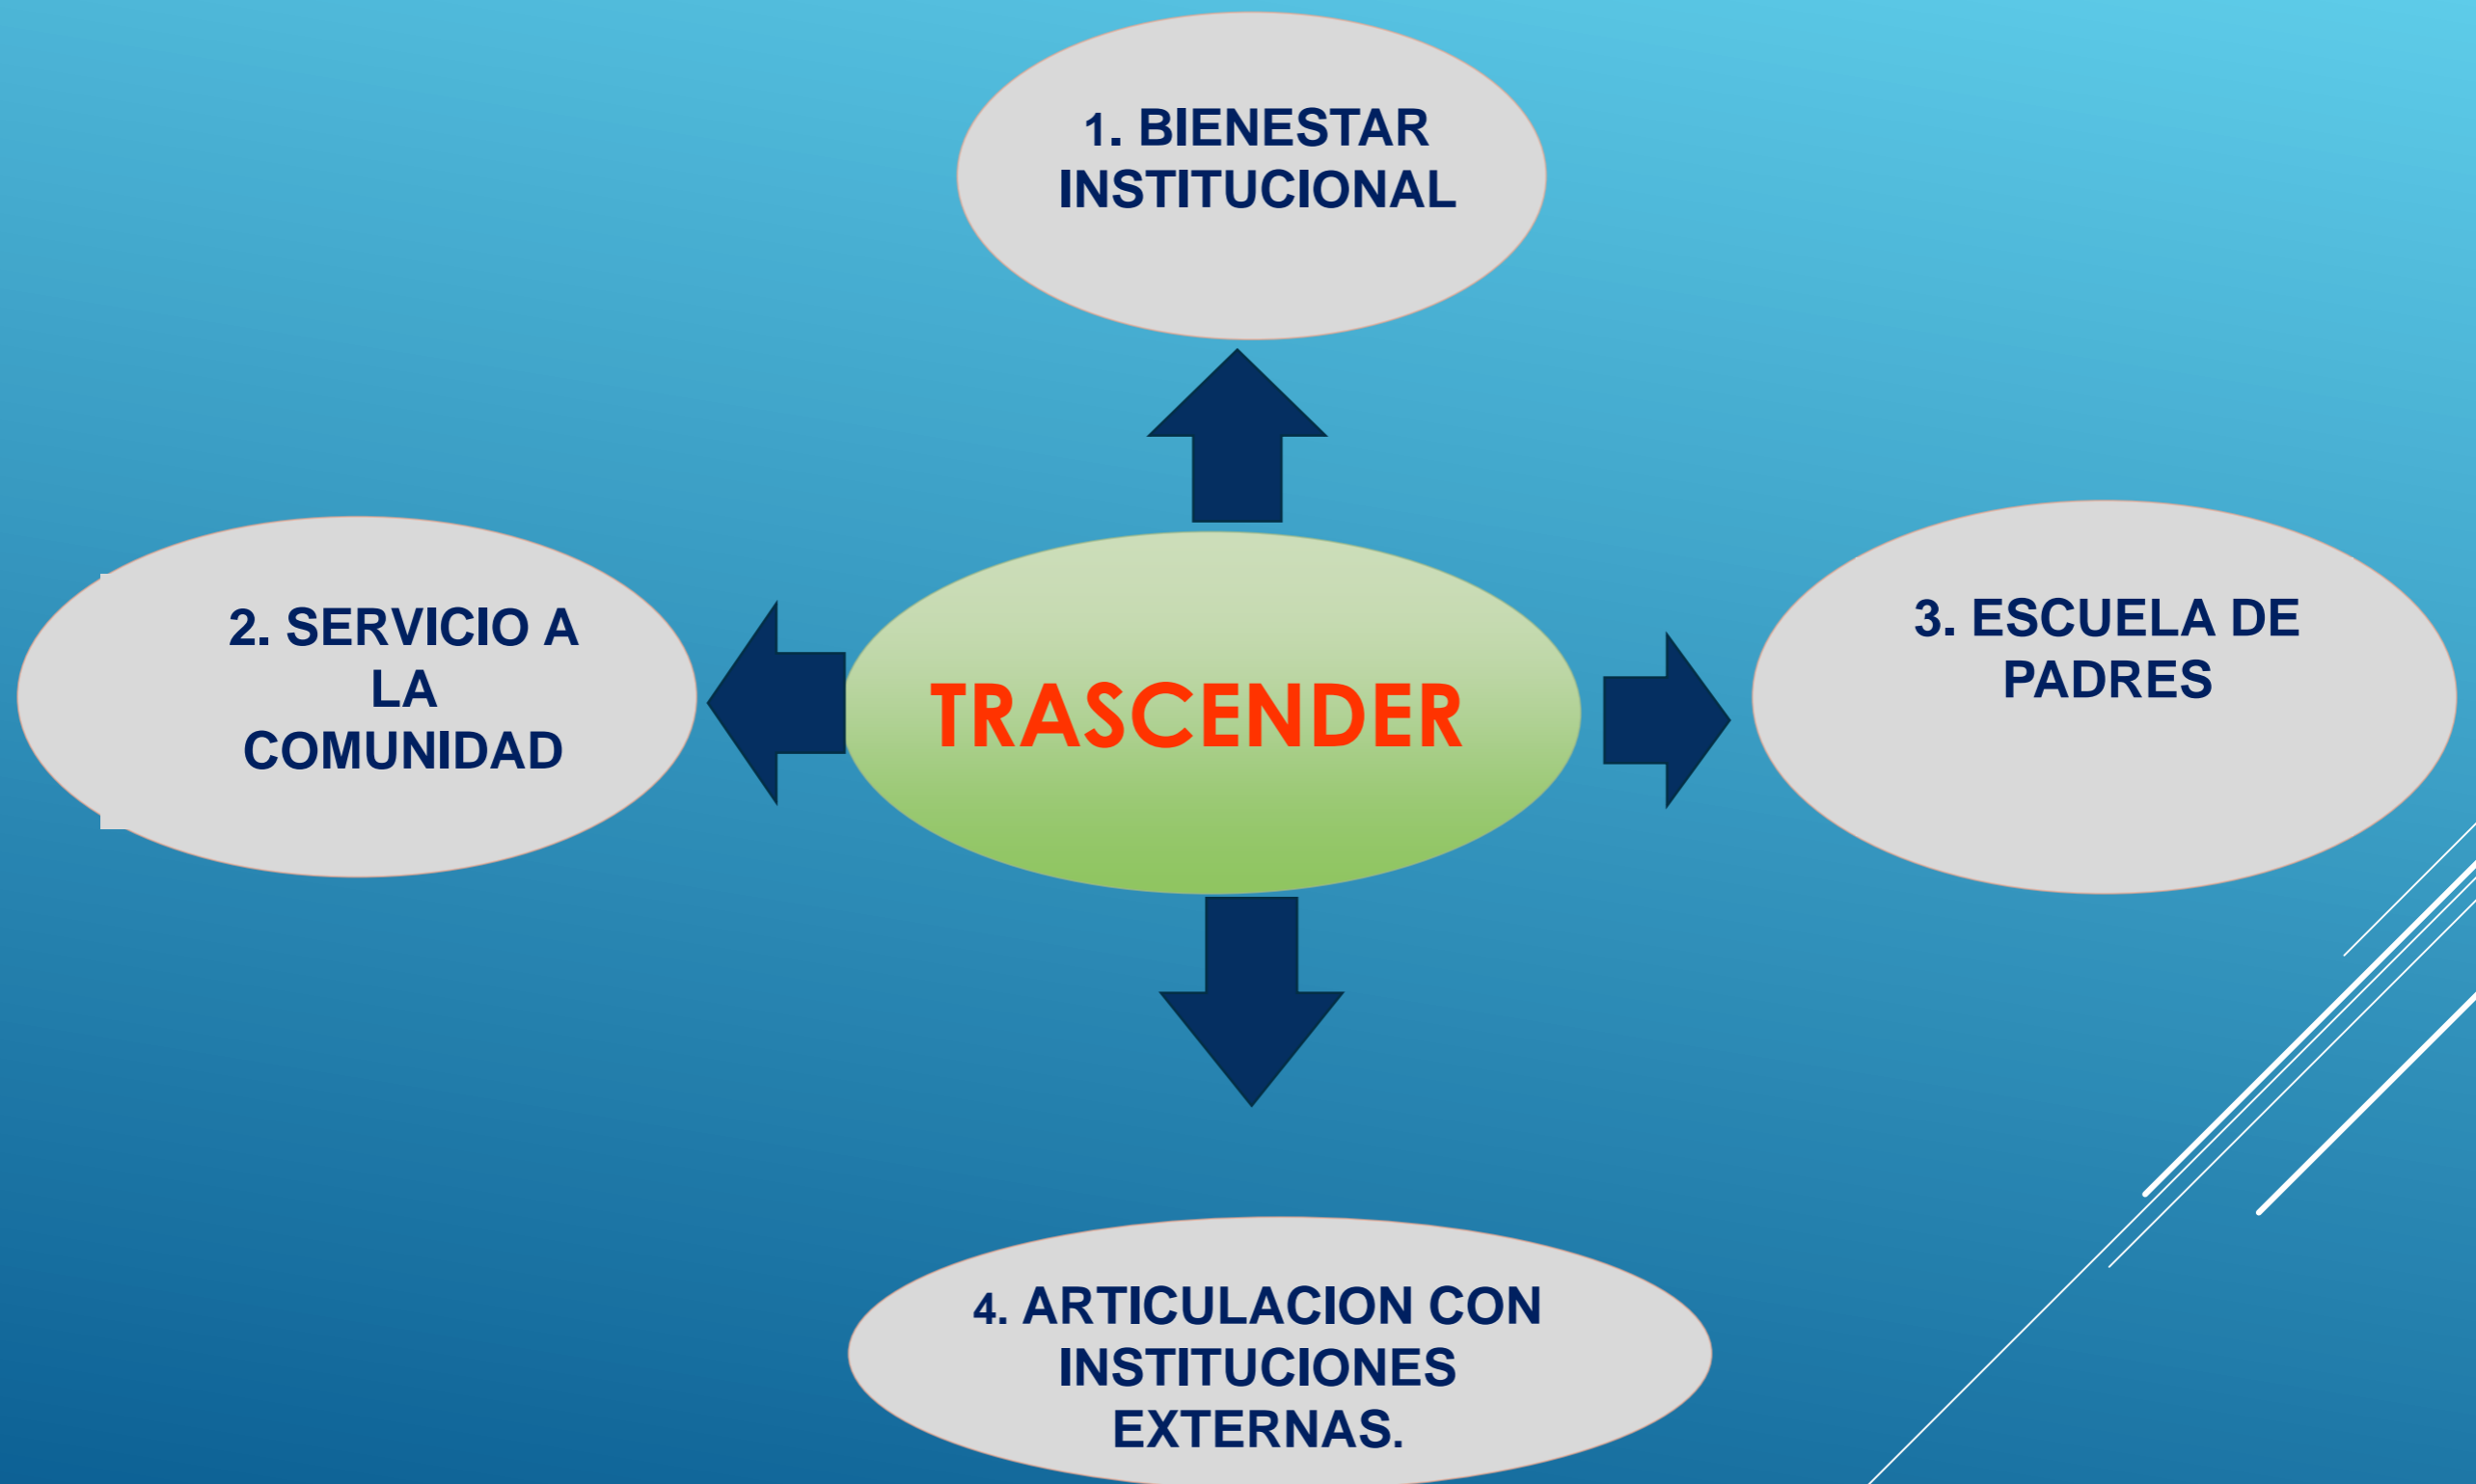 1. BIENESTAR
INSTITUCIONAL
2. SERVICIO A
LA
COMUNIDAD
TRASCENDER
3. ESCUELA DE
PADRES
4. ARTICULACION CON
INSTITUCIONES
EXTERNAS.